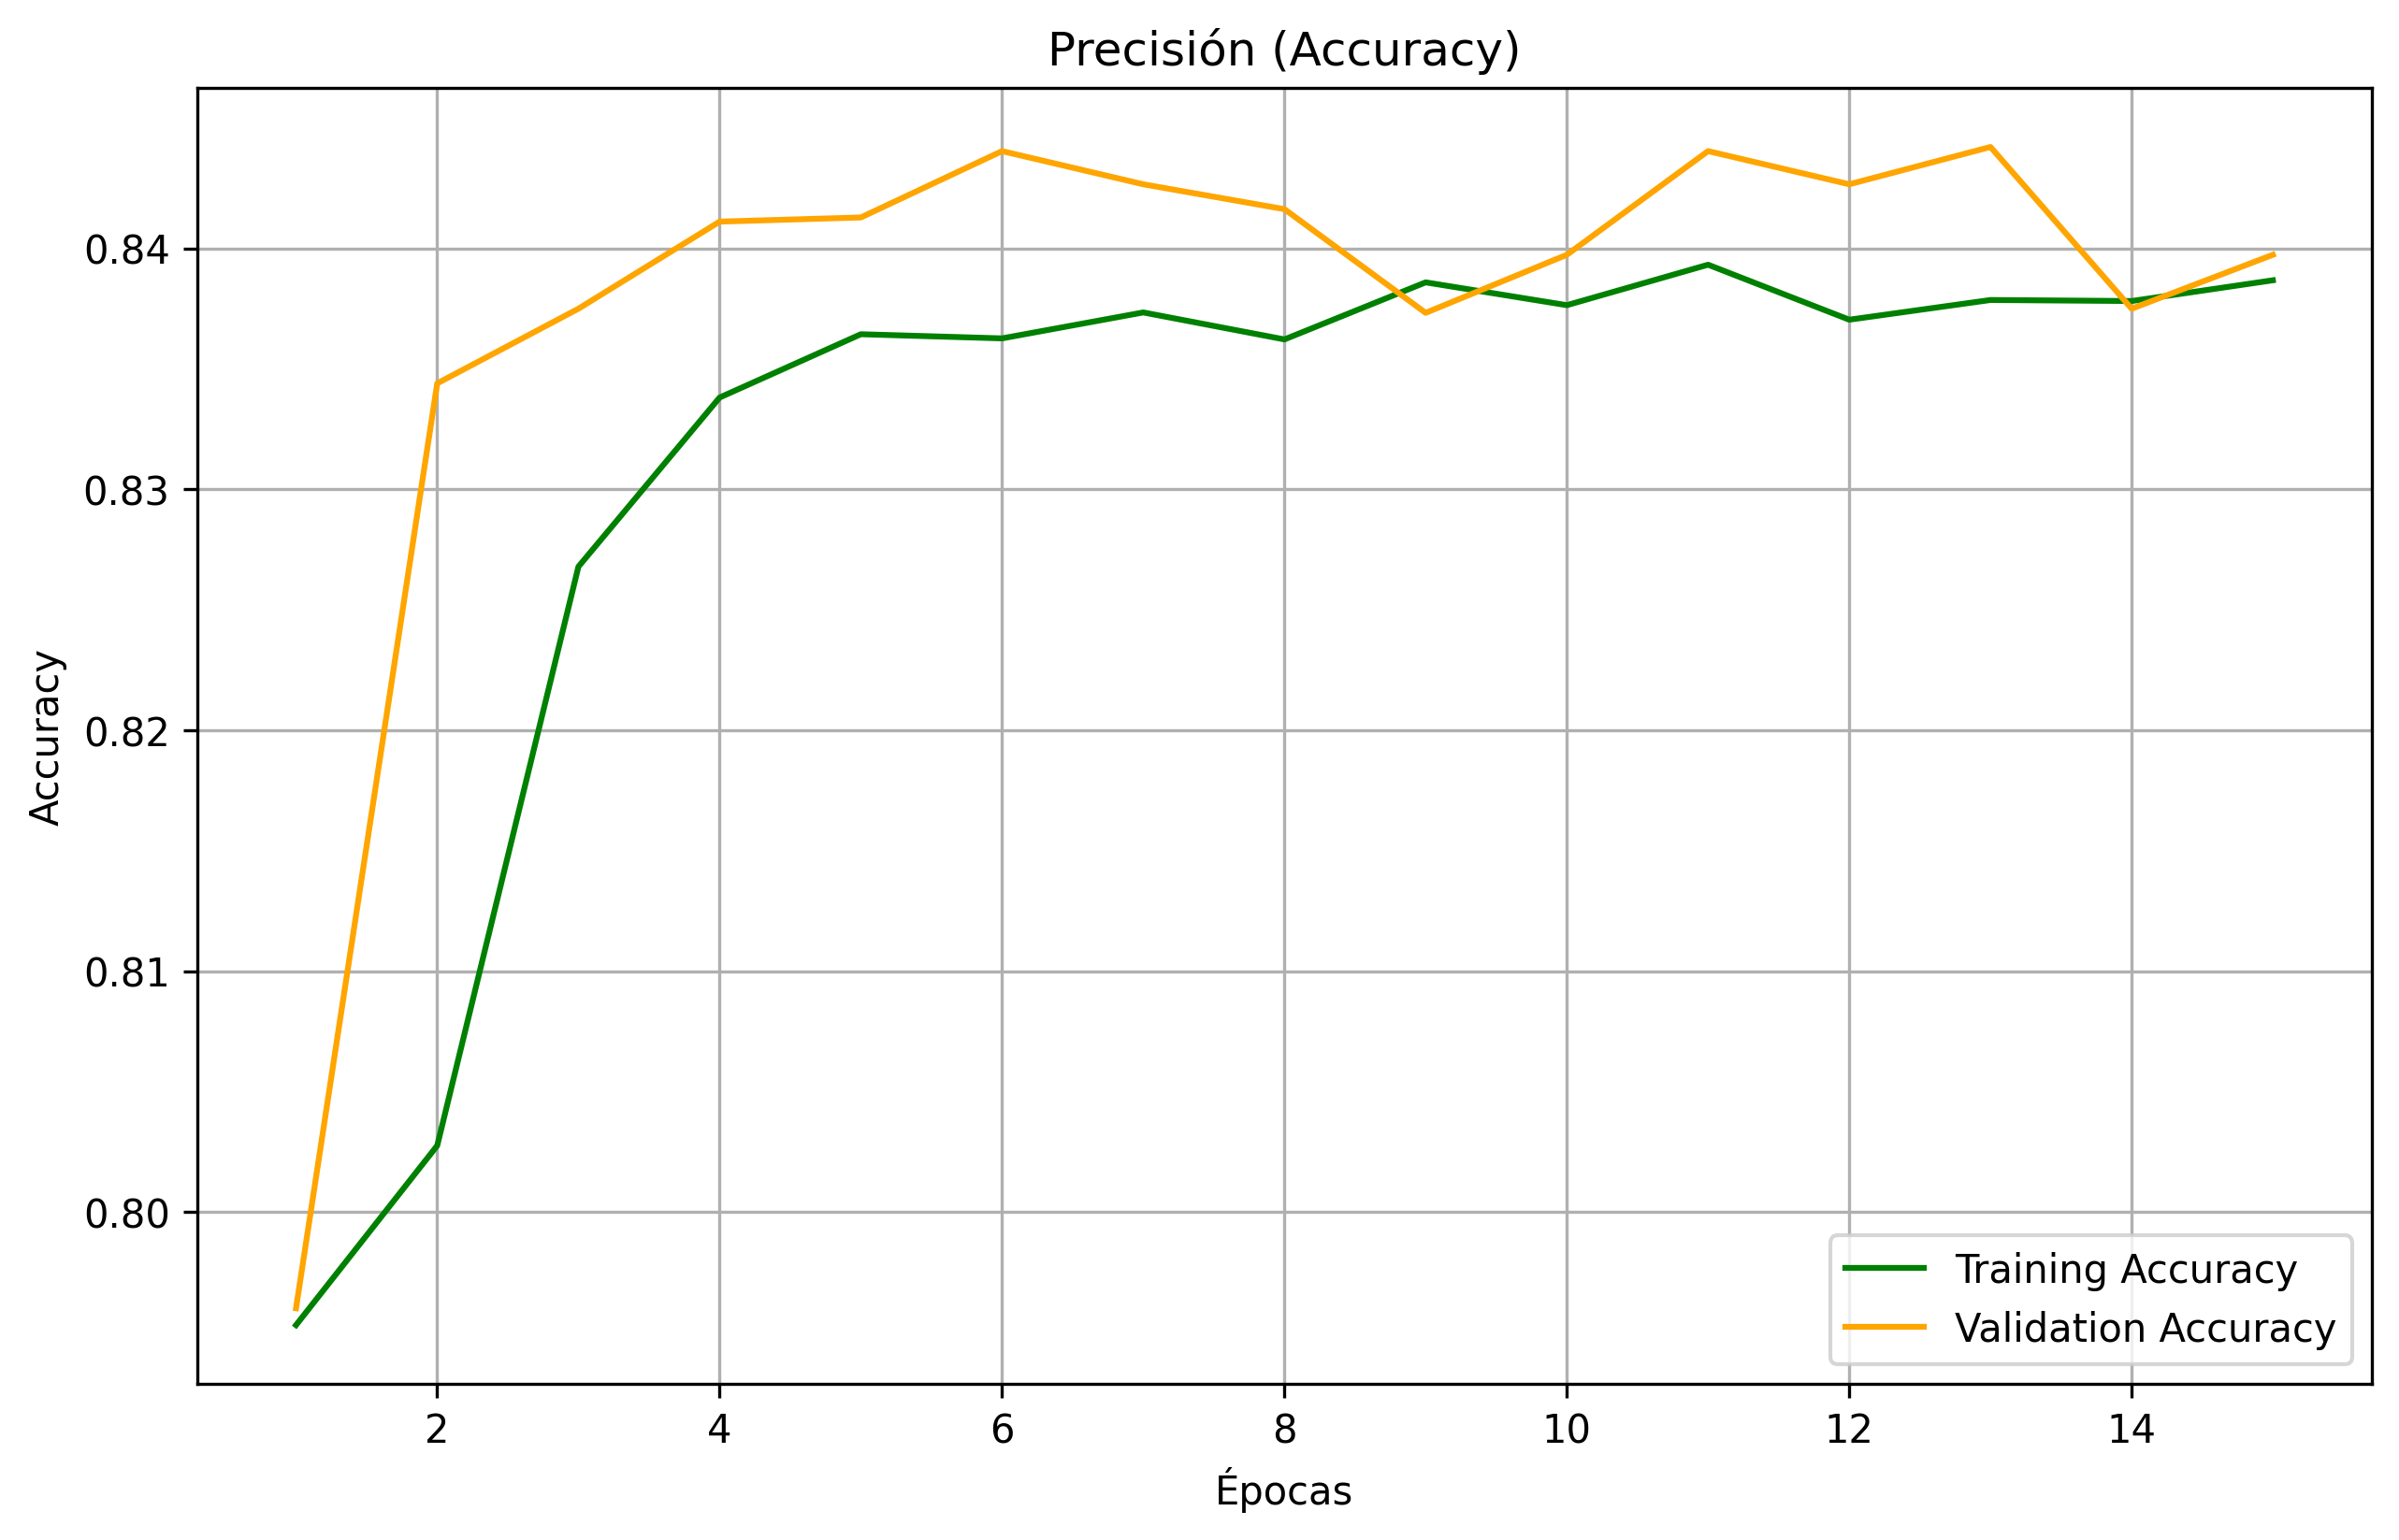 Precisión (Accuracy)
Accuracy
0.84
0.83
0.82
0.81
0.80
2 4 6 8 10 12 14
Épocas
Training Accuracy
Validation Accuracy